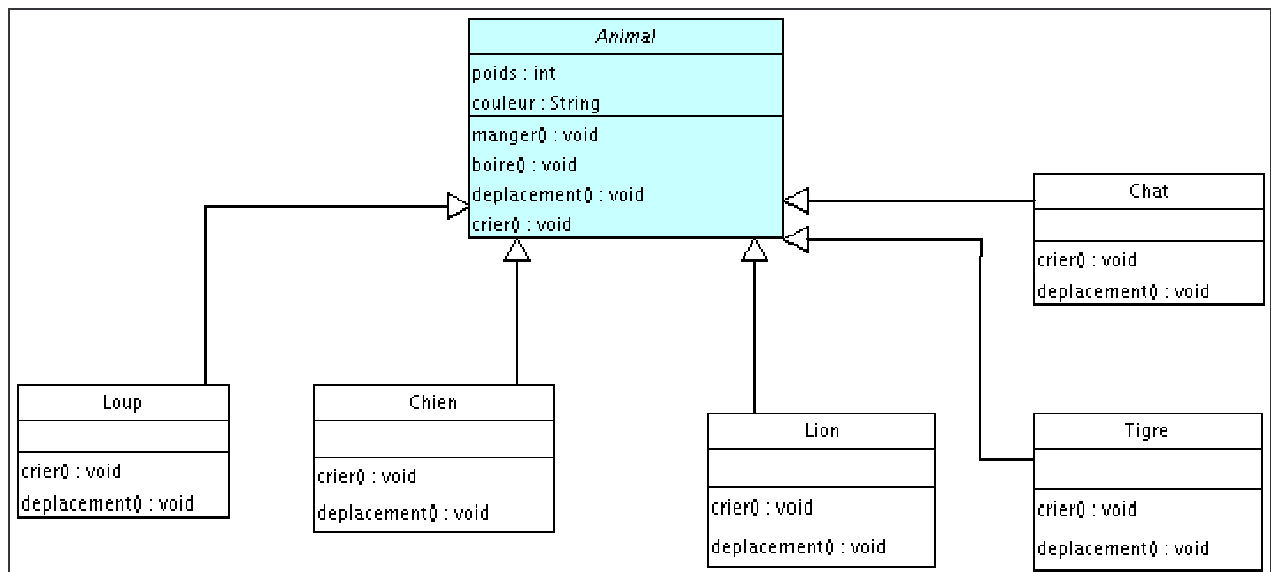 Animal
poids : int
couleur : String
manger() : void
boire() : void
deplacement() : void
crier() : void
Chat
crier() : void
deplacement() : void
Loup
crier() : void
deplacement() : void
Chien
crier() : void
deplacement() : void
Lion
crier() : void
deplacement() : void
Tigre
crier() : void
deplacement() : void